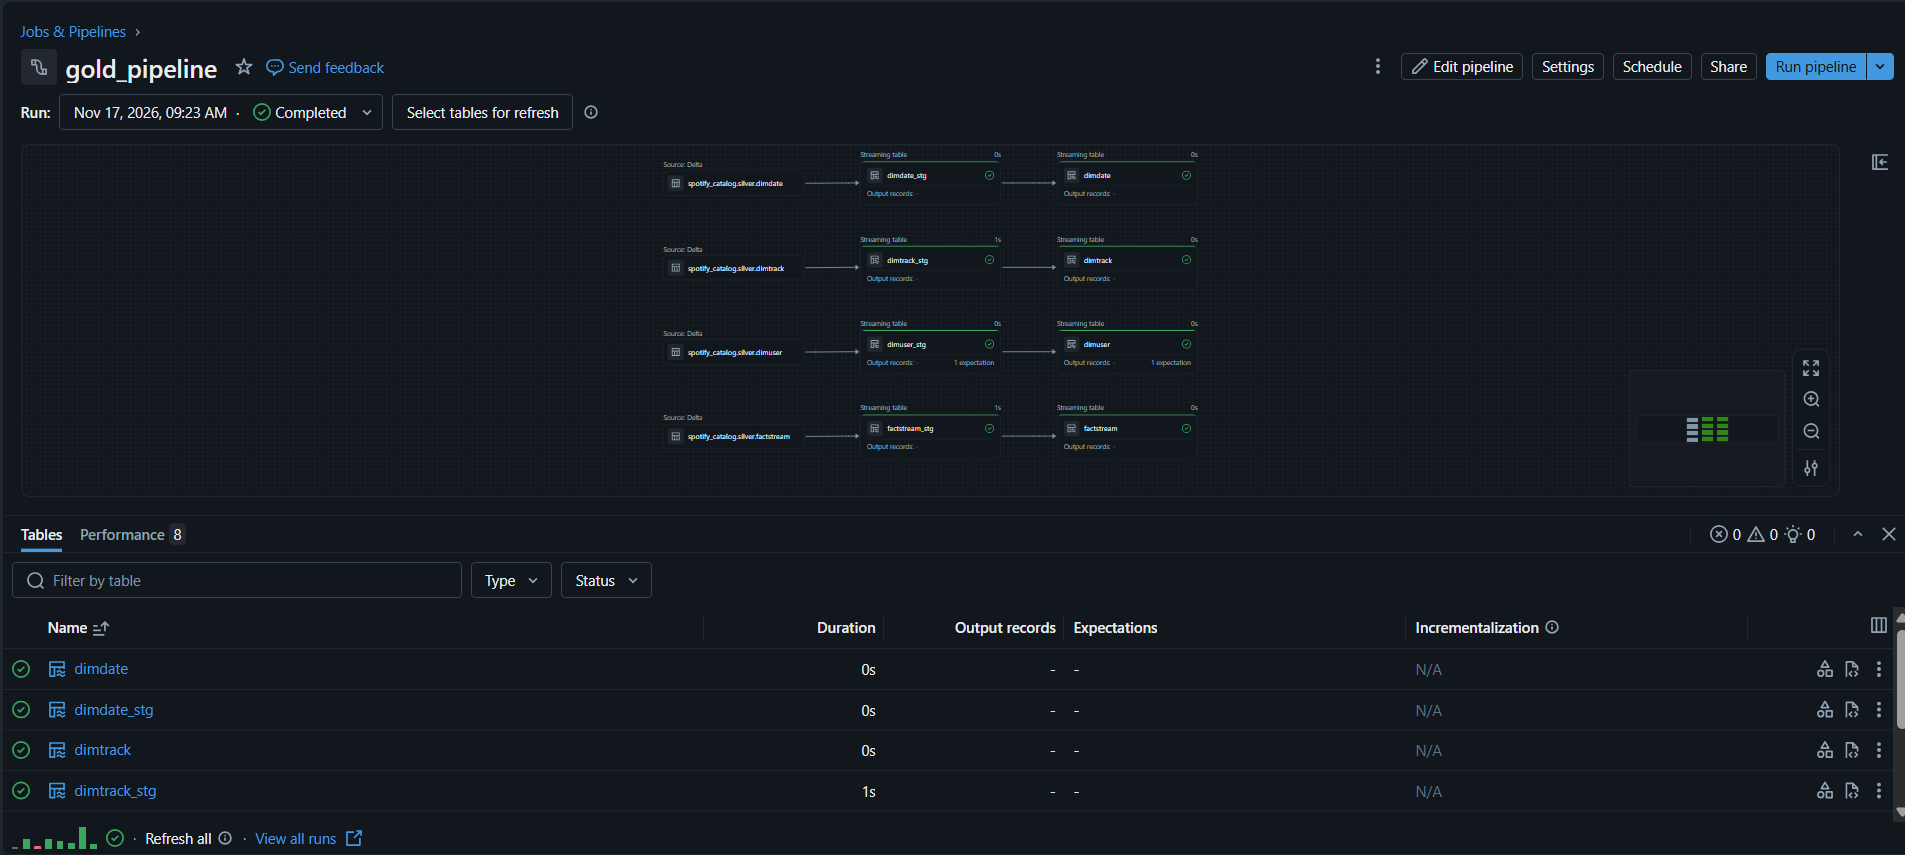 Jobs & Pipelines
gold_pipeline
Send feedback
Edit pipeline
Settings
Schedule
Share
Run pipeline
Run:
Nov 17, 2026, 09:23 AM · Completed
Select tables for refresh
Source: Delta
spotify_catalog.silver.dimdate
Streaming table 0s
dimdate_stg
Output records: -
Streaming table 0s
dimdate
Output records: -
Source: Delta
spotify_catalog.silver.dimtrack
Streaming table 1s
dimtrack_stg
Output records: -
Streaming table 0s
dimtrack
Output records: -
Source: Delta
spotify_catalog.silver.dimuser
Streaming table 0s
dimuser_stg
Output records: - 1 expectation
Streaming table 0s
dimuser
Output records: - 1 expectation
Source: Delta
spotify_catalog.silver.factstream
Streaming table 1s
factstream_stg
Output records: -
Streaming table 0s
factstream
Output records: -
Tables Performance 8
0 0 0
Filter by table
Type
Status
Name Duration Output records Expectations Incrementalization
dimdate 0s - - N/A
dimdate_stg 0s - - N/A
dimtrack 0s - - N/A
dimtrack_stg 1s - - N/A
· Refresh all · View all runs